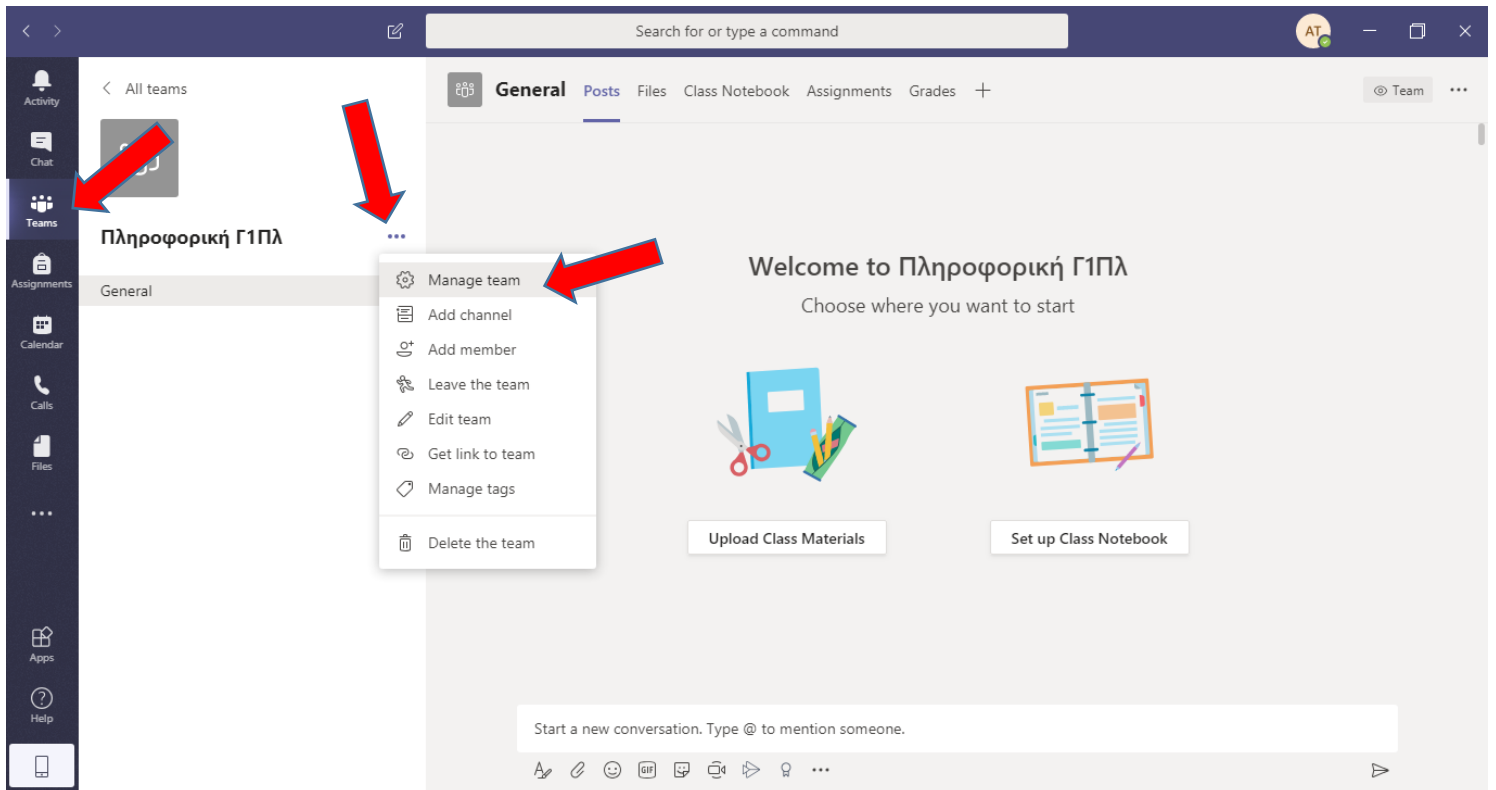 Search for or type a command
AT
Activity
Chat
Teams
Assignments
Calendar
Calls
Files
Apps
Help
All teams
Πληροφορική Γ1Πλ
General
Manage team
Add channel
Add member
Leave the team
Edit team
Get link to team
Manage tags
Delete the team
General Posts Files Class Notebook Assignments Grades
Team
Welcome to Πληροφορική Γ1Πλ
Choose where you want to start
Upload Class Materials
Set up Class Notebook
Start a new conversation. Type @ to mention someone.
GIF